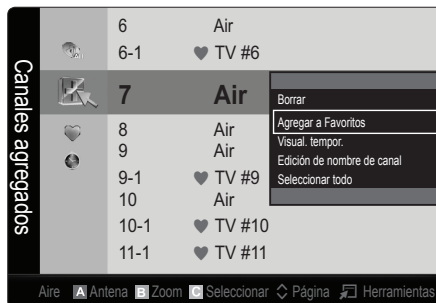 Canales agregados
6 Air
6-1 ♥ TV #6
7 Air
8 Air
9 Air
9-1 ♥ TV #9
10 Air
10-1 ♥ TV #10
11-1 ♥ TV #11
Borrar
Agregar a Favoritos
Visual. tempor.
Edición de nombre de canal
Seleccionar todo
Aire A Antena B Zoom C Seleccionar Página Herramientas